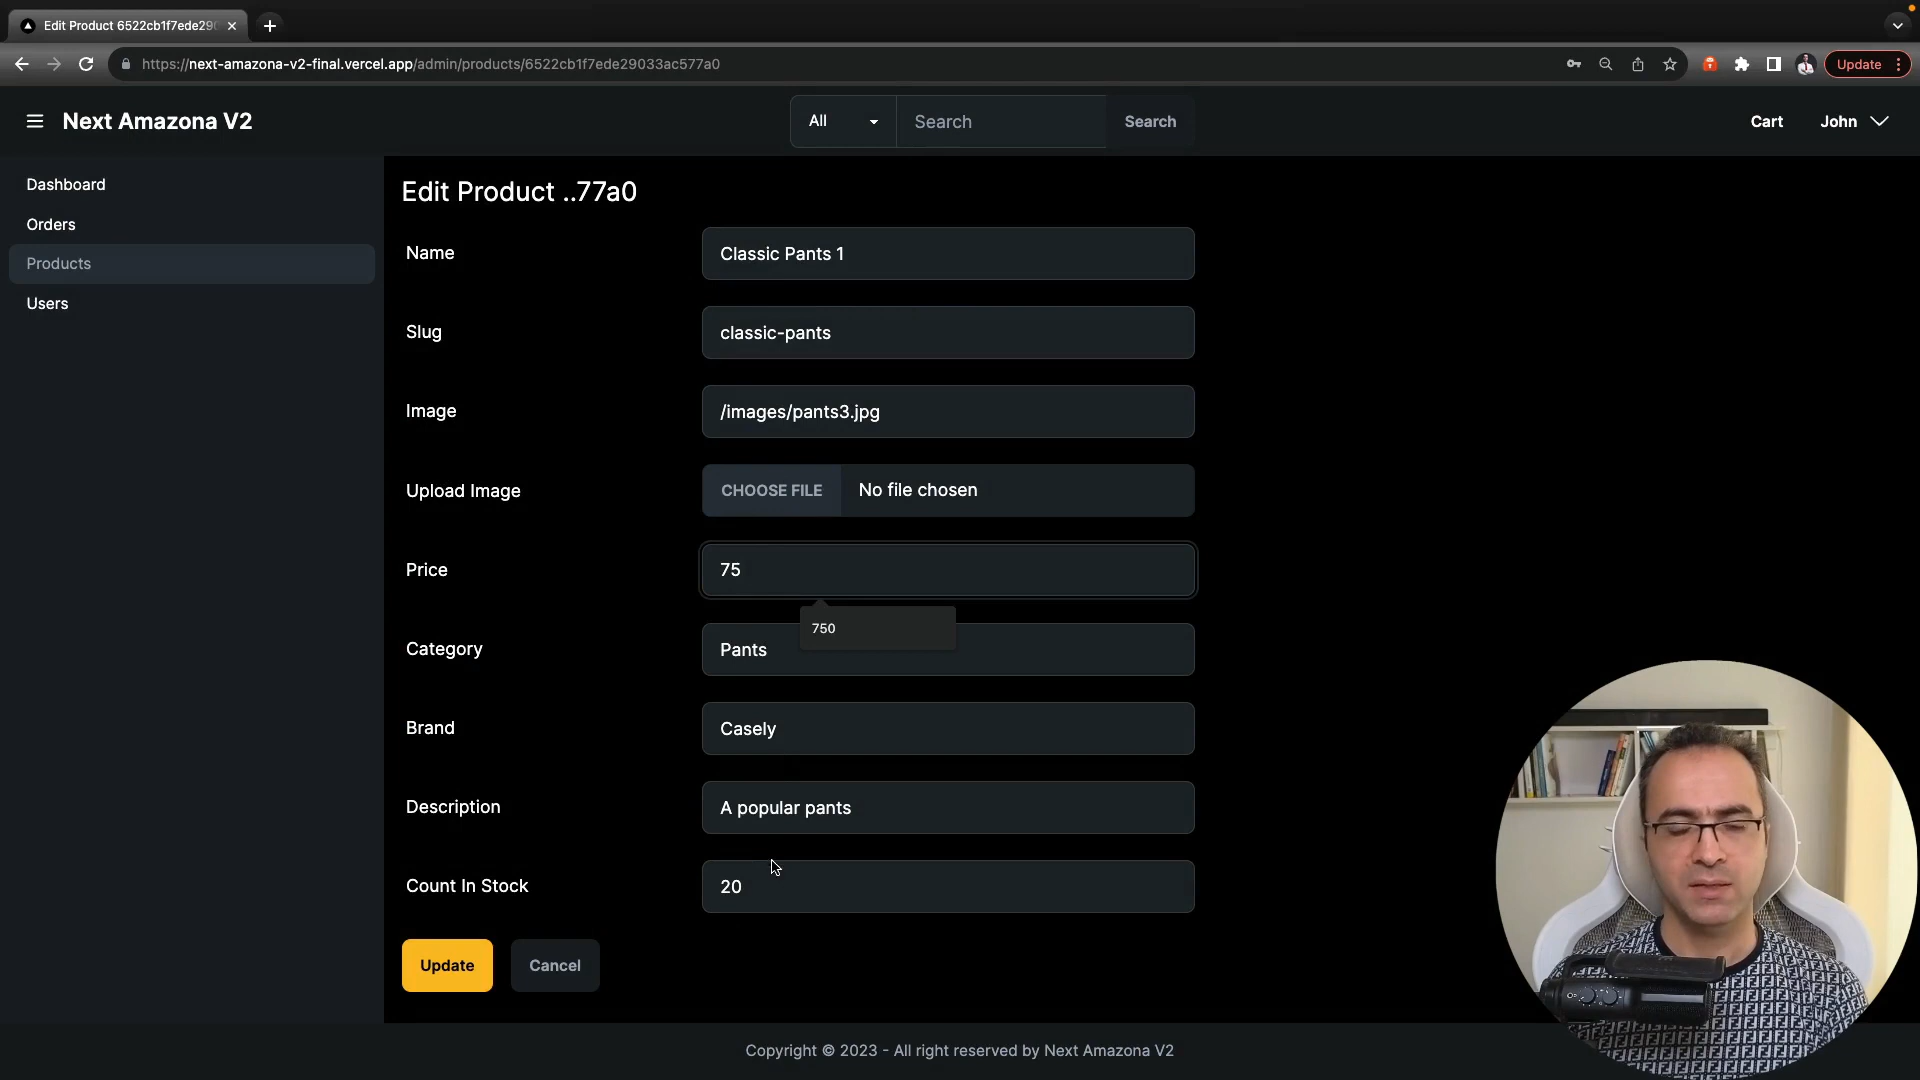 Edit Product 6522cb1f7ede290
https://next-amazona-v2-final.vercel.app/admin/products/6522cb1f7ede29033ac577a0
Update
Next Amazona V2
All
Search
Search
Cart
John
Dashboard
Orders
Products
Users
Edit Product ..77a0
Name
Classic Pants 1
Slug
classic-pants
Image
/images/pants3.jpg
Upload Image
CHOOSE FILE
No file chosen
Price
75
750
Category
Pants
Brand
Casely
Description
A popular pants
Count In Stock
20
Update
Cancel
Copyright © 2023 - All right reserved by Next Amazona V2